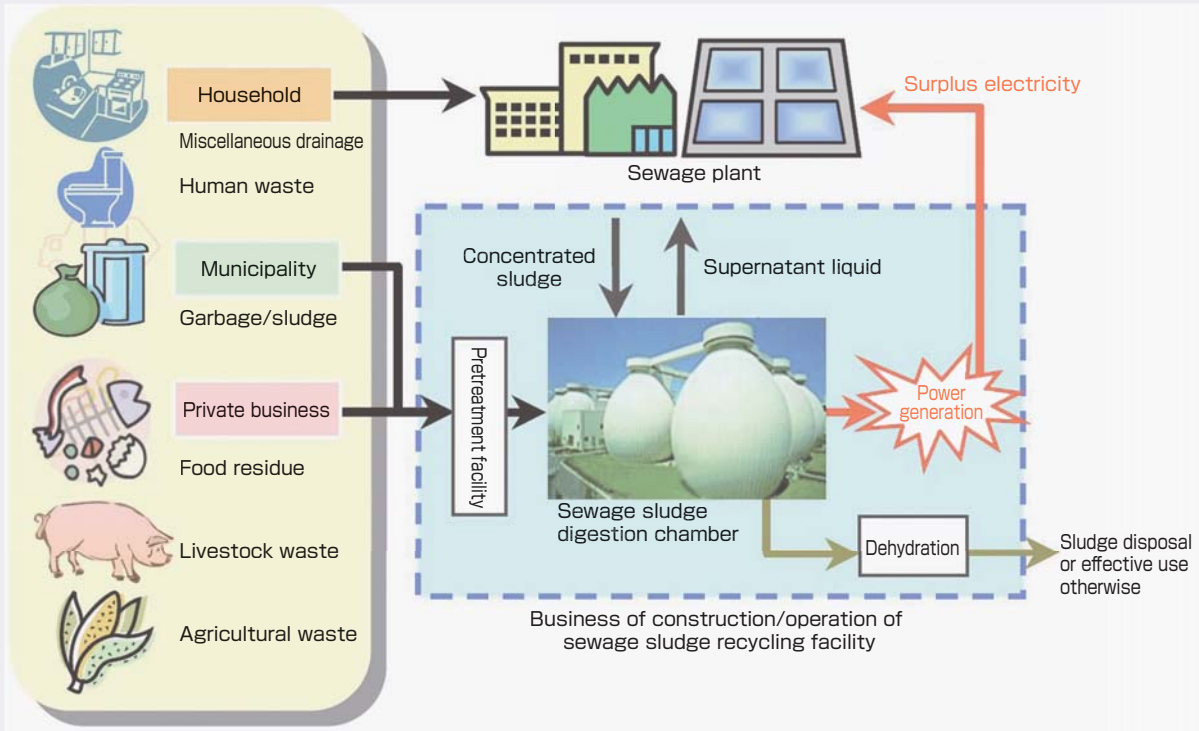 Household
Miscellaneous drainage
Human waste
Municipality
Garbage/sludge
Private business
Food residue
Livestock waste
Agricultural waste
Sewage plant
Surplus electricity
Concentrated
sludge
Supernatant liquid
Pretreatment facility
Sewage sludge
digestion chamber
Power
generation
Dehydration
Sludge disposal
or effective use
otherwise
Business of construction/operation of
sewage sludge recycling facility